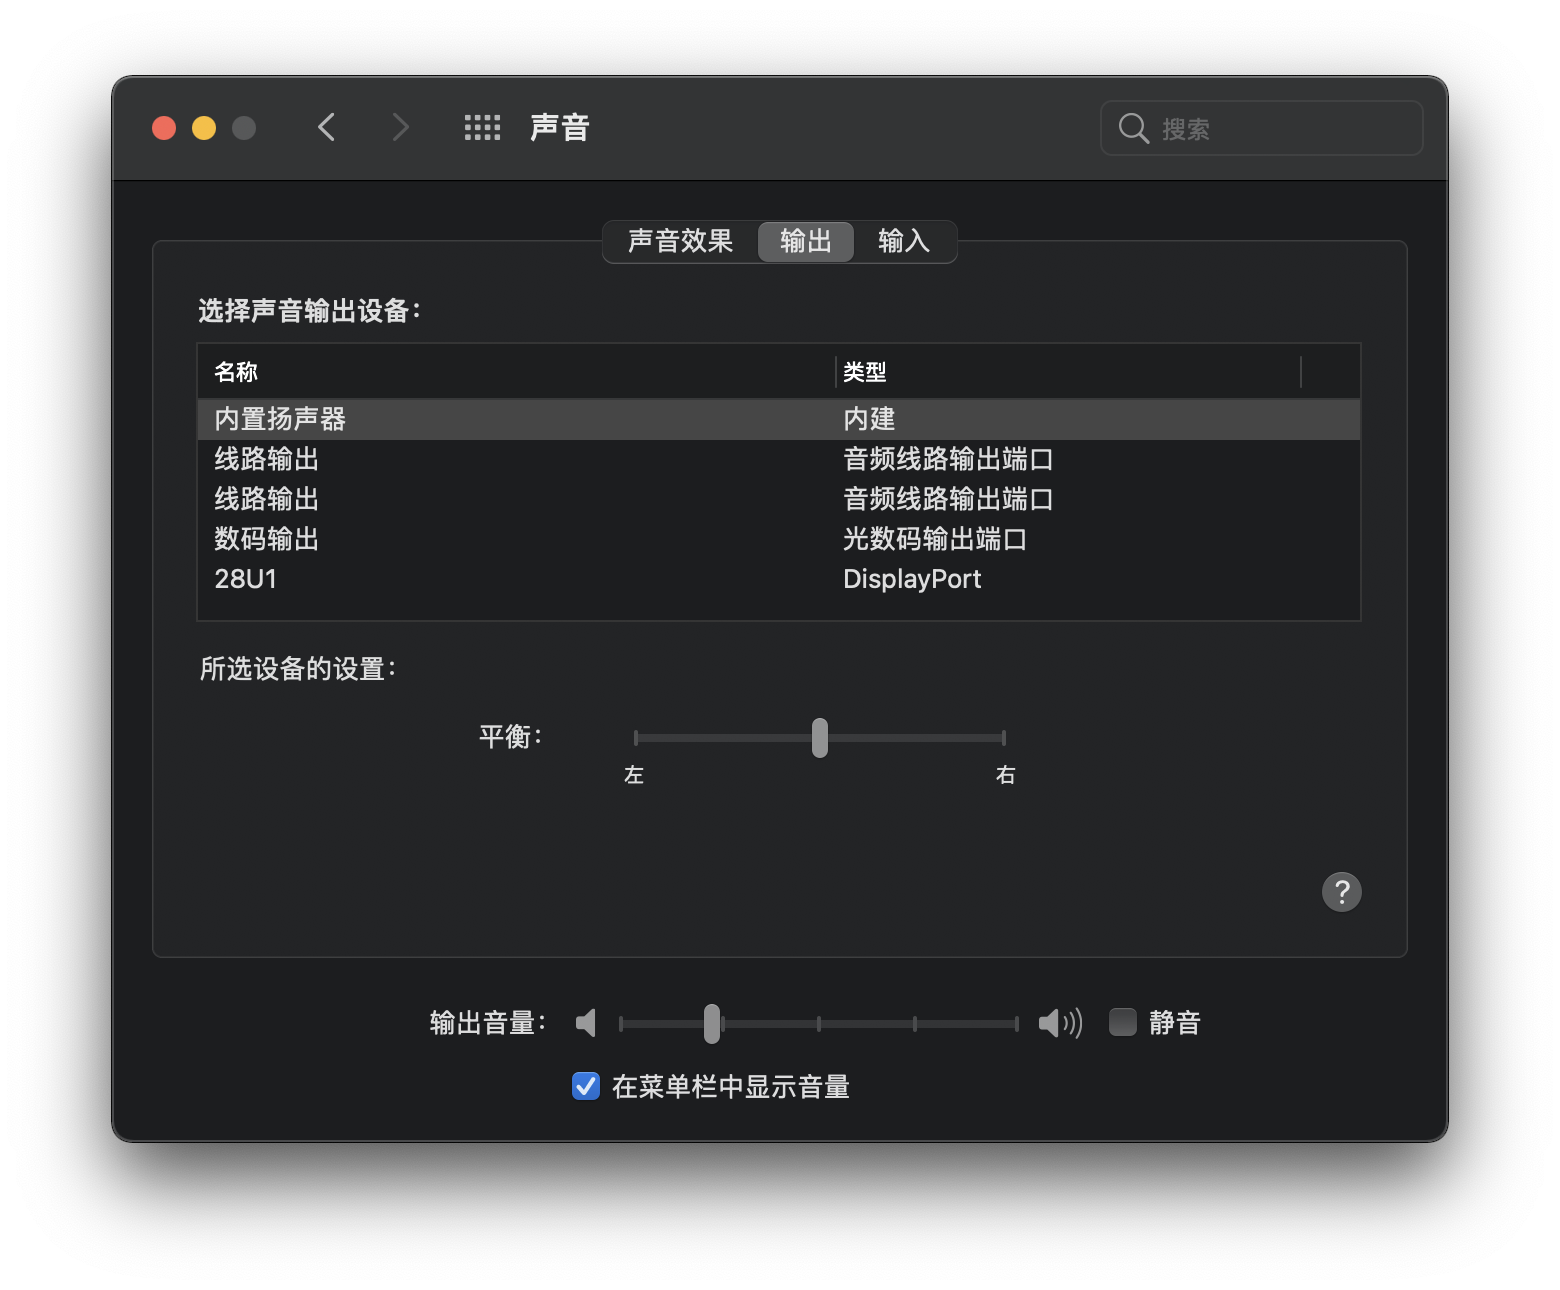 声音
搜索
声音效果 输出 输入
选择声音输出设备：
名称 类型
内置扬声器 内建
线路输出 音频线路输出端口
线路输出 音频线路输出端口
数码输出 光数码输出端口
28U1 DisplayPort
所选设备的设置：
平衡：
左 右
?
输出音量： 静音
在菜单栏中显示音量